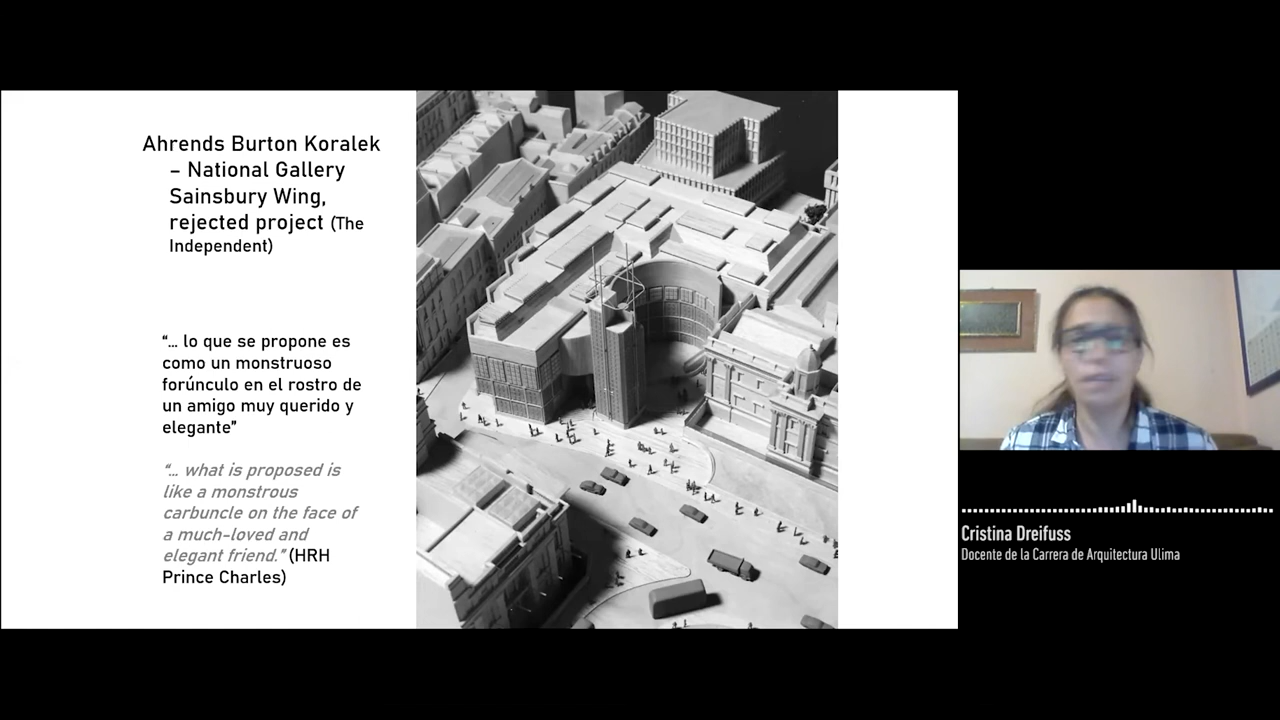 Ahrends Burton Koralek
– National Gallery
Sainsbury Wing,
rejected project (The
Independent)
“… lo que se propone es
como un monstruoso
forúnculo en el rostro de
un amigo muy querido y
elegante”
“… what is proposed is
like a monstrous
carbuncle on the face of
a much-loved and
elegant friend.” (HRH
Prince Charles)
Cristina Dreifuss
Docente de la Carrera de Arquitectura Ulima